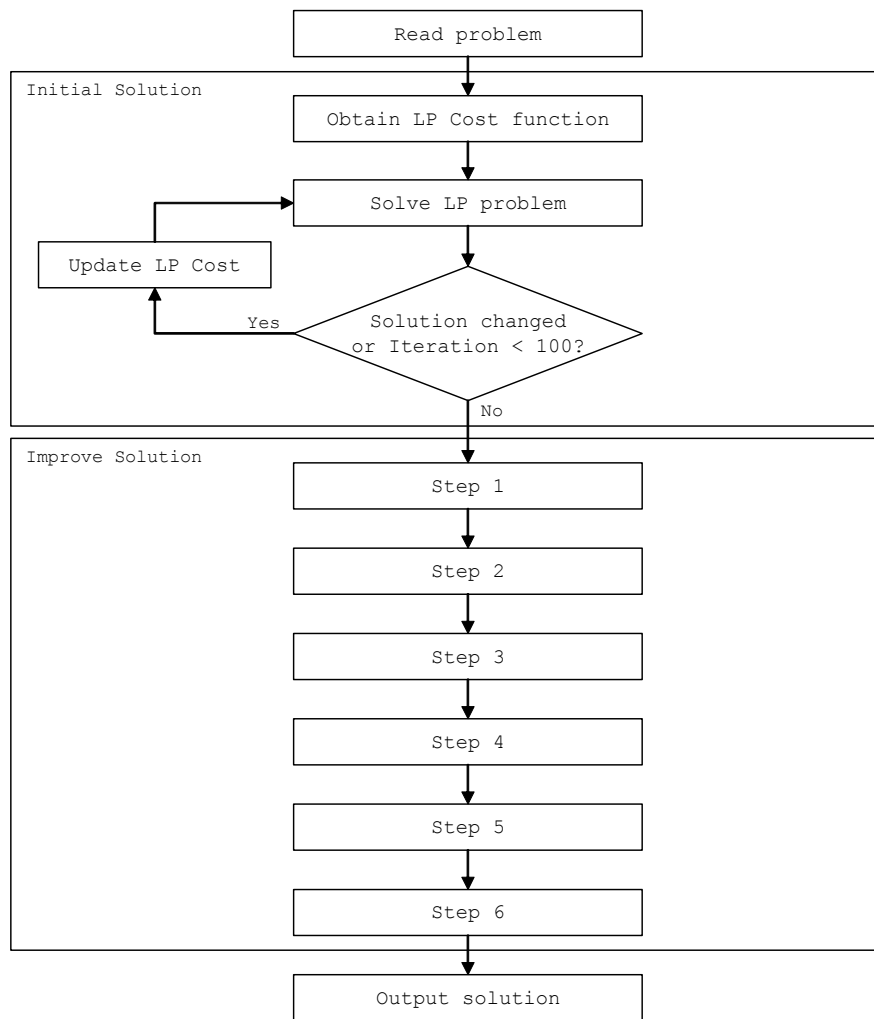 Read problem
Initial Solution
Obtain LP Cost function
Solve LP problem
Update LP Cost
Yes
Solution changed
or Iteration < 100?
No
Improve Solution
Step 1
Step 2
Step 3
Step 4
Step 5
Step 6
Output solution